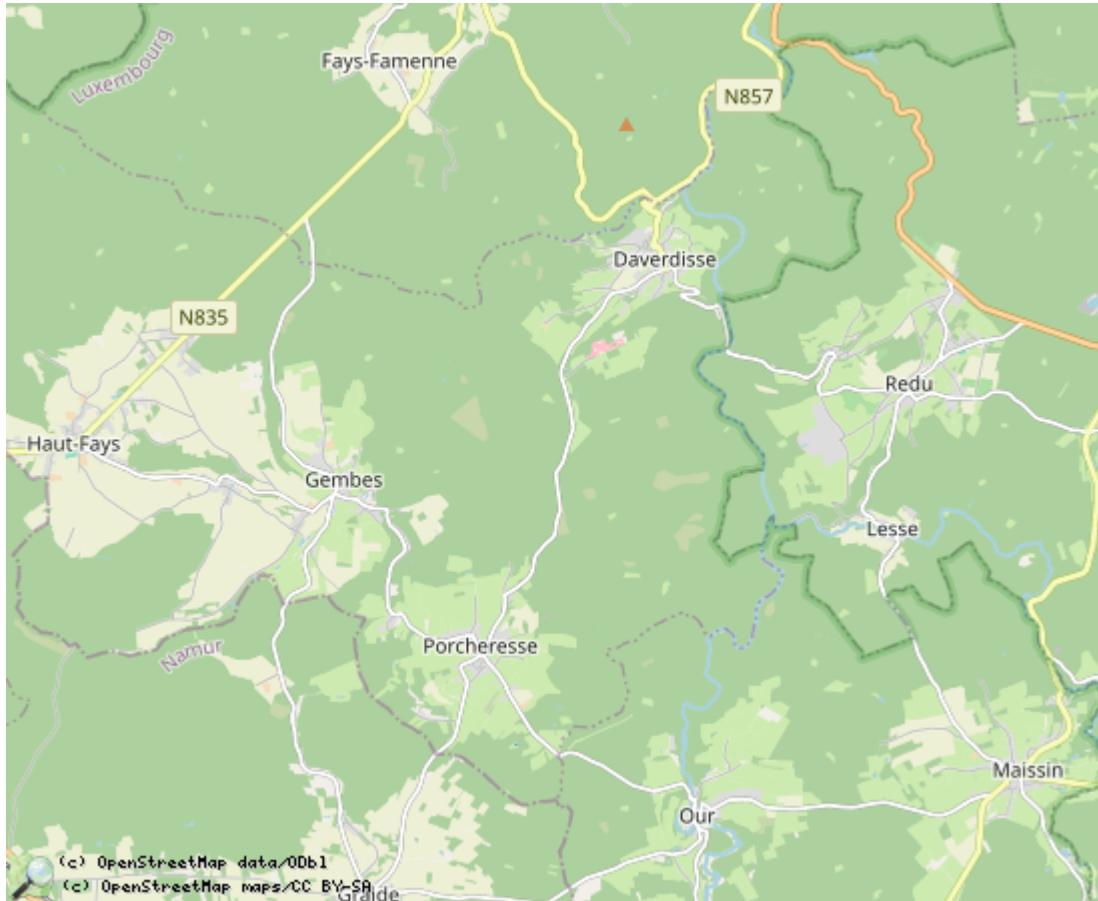 Luxembourg
Fays-Famenne
N857
Daverdisse
N835
Redu
Haut-Fays
Gembes
Lesse
Porcheresse
Namur
Maissin
Our
(c) OpenStreetMap data/ODbl
(c) OpenStreetMap maps/CC BY-SA
Graide